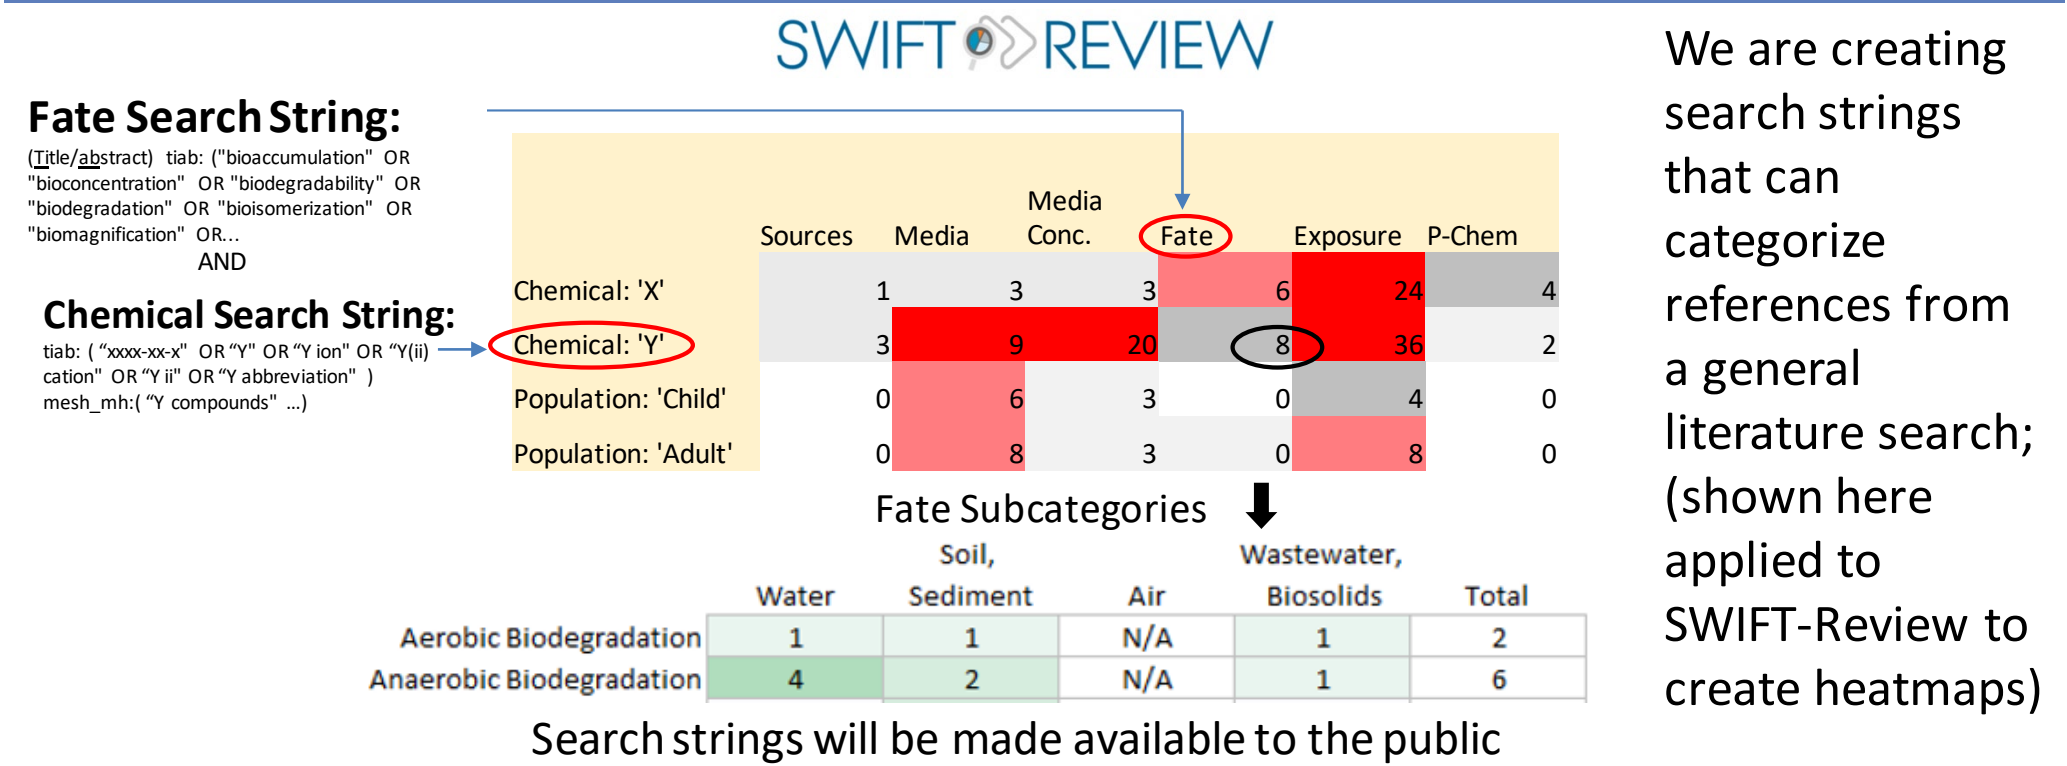 SWIFT REVIEW
Fate Search String:
(Title/abstract) tiab: ("bioaccumulation" OR
"bioconcentration" OR "biodegradability" OR
"biodegradation" OR "bioisomerization" OR
"biomagnification" OR...
AND
Chemical Search String:
tiab: ( “xxxx-xx-x" OR “Y" OR “Y ion" OR “Y(ii)
cation" OR “Y ii" OR “Y abbreviation" )
mesh_mh:( “Y compounds" ...)
Media
Sources Media Conc. Fate Exposure P-Chem
Chemical: 'X' 1 3 3 6 24 4
Chemical: 'Y' 3 9 20 8 36 2
Population: 'Child' 0 6 3 0 4 0
Population: 'Adult' 0 8 3 0 8 0
Fate Subcategories
Soil, Wastewater,
Water Sediment Air Biosolids Total
Aerobic Biodegradation 1 1 N/A 1 2
Anaerobic Biodegradation 4 2 N/A 1 6
Search strings will be made available to the public
We are creating
search strings
that can
categorize
references from
a general
literature search;
(shown here
applied to
SWIFT-Review to
create heatmaps)